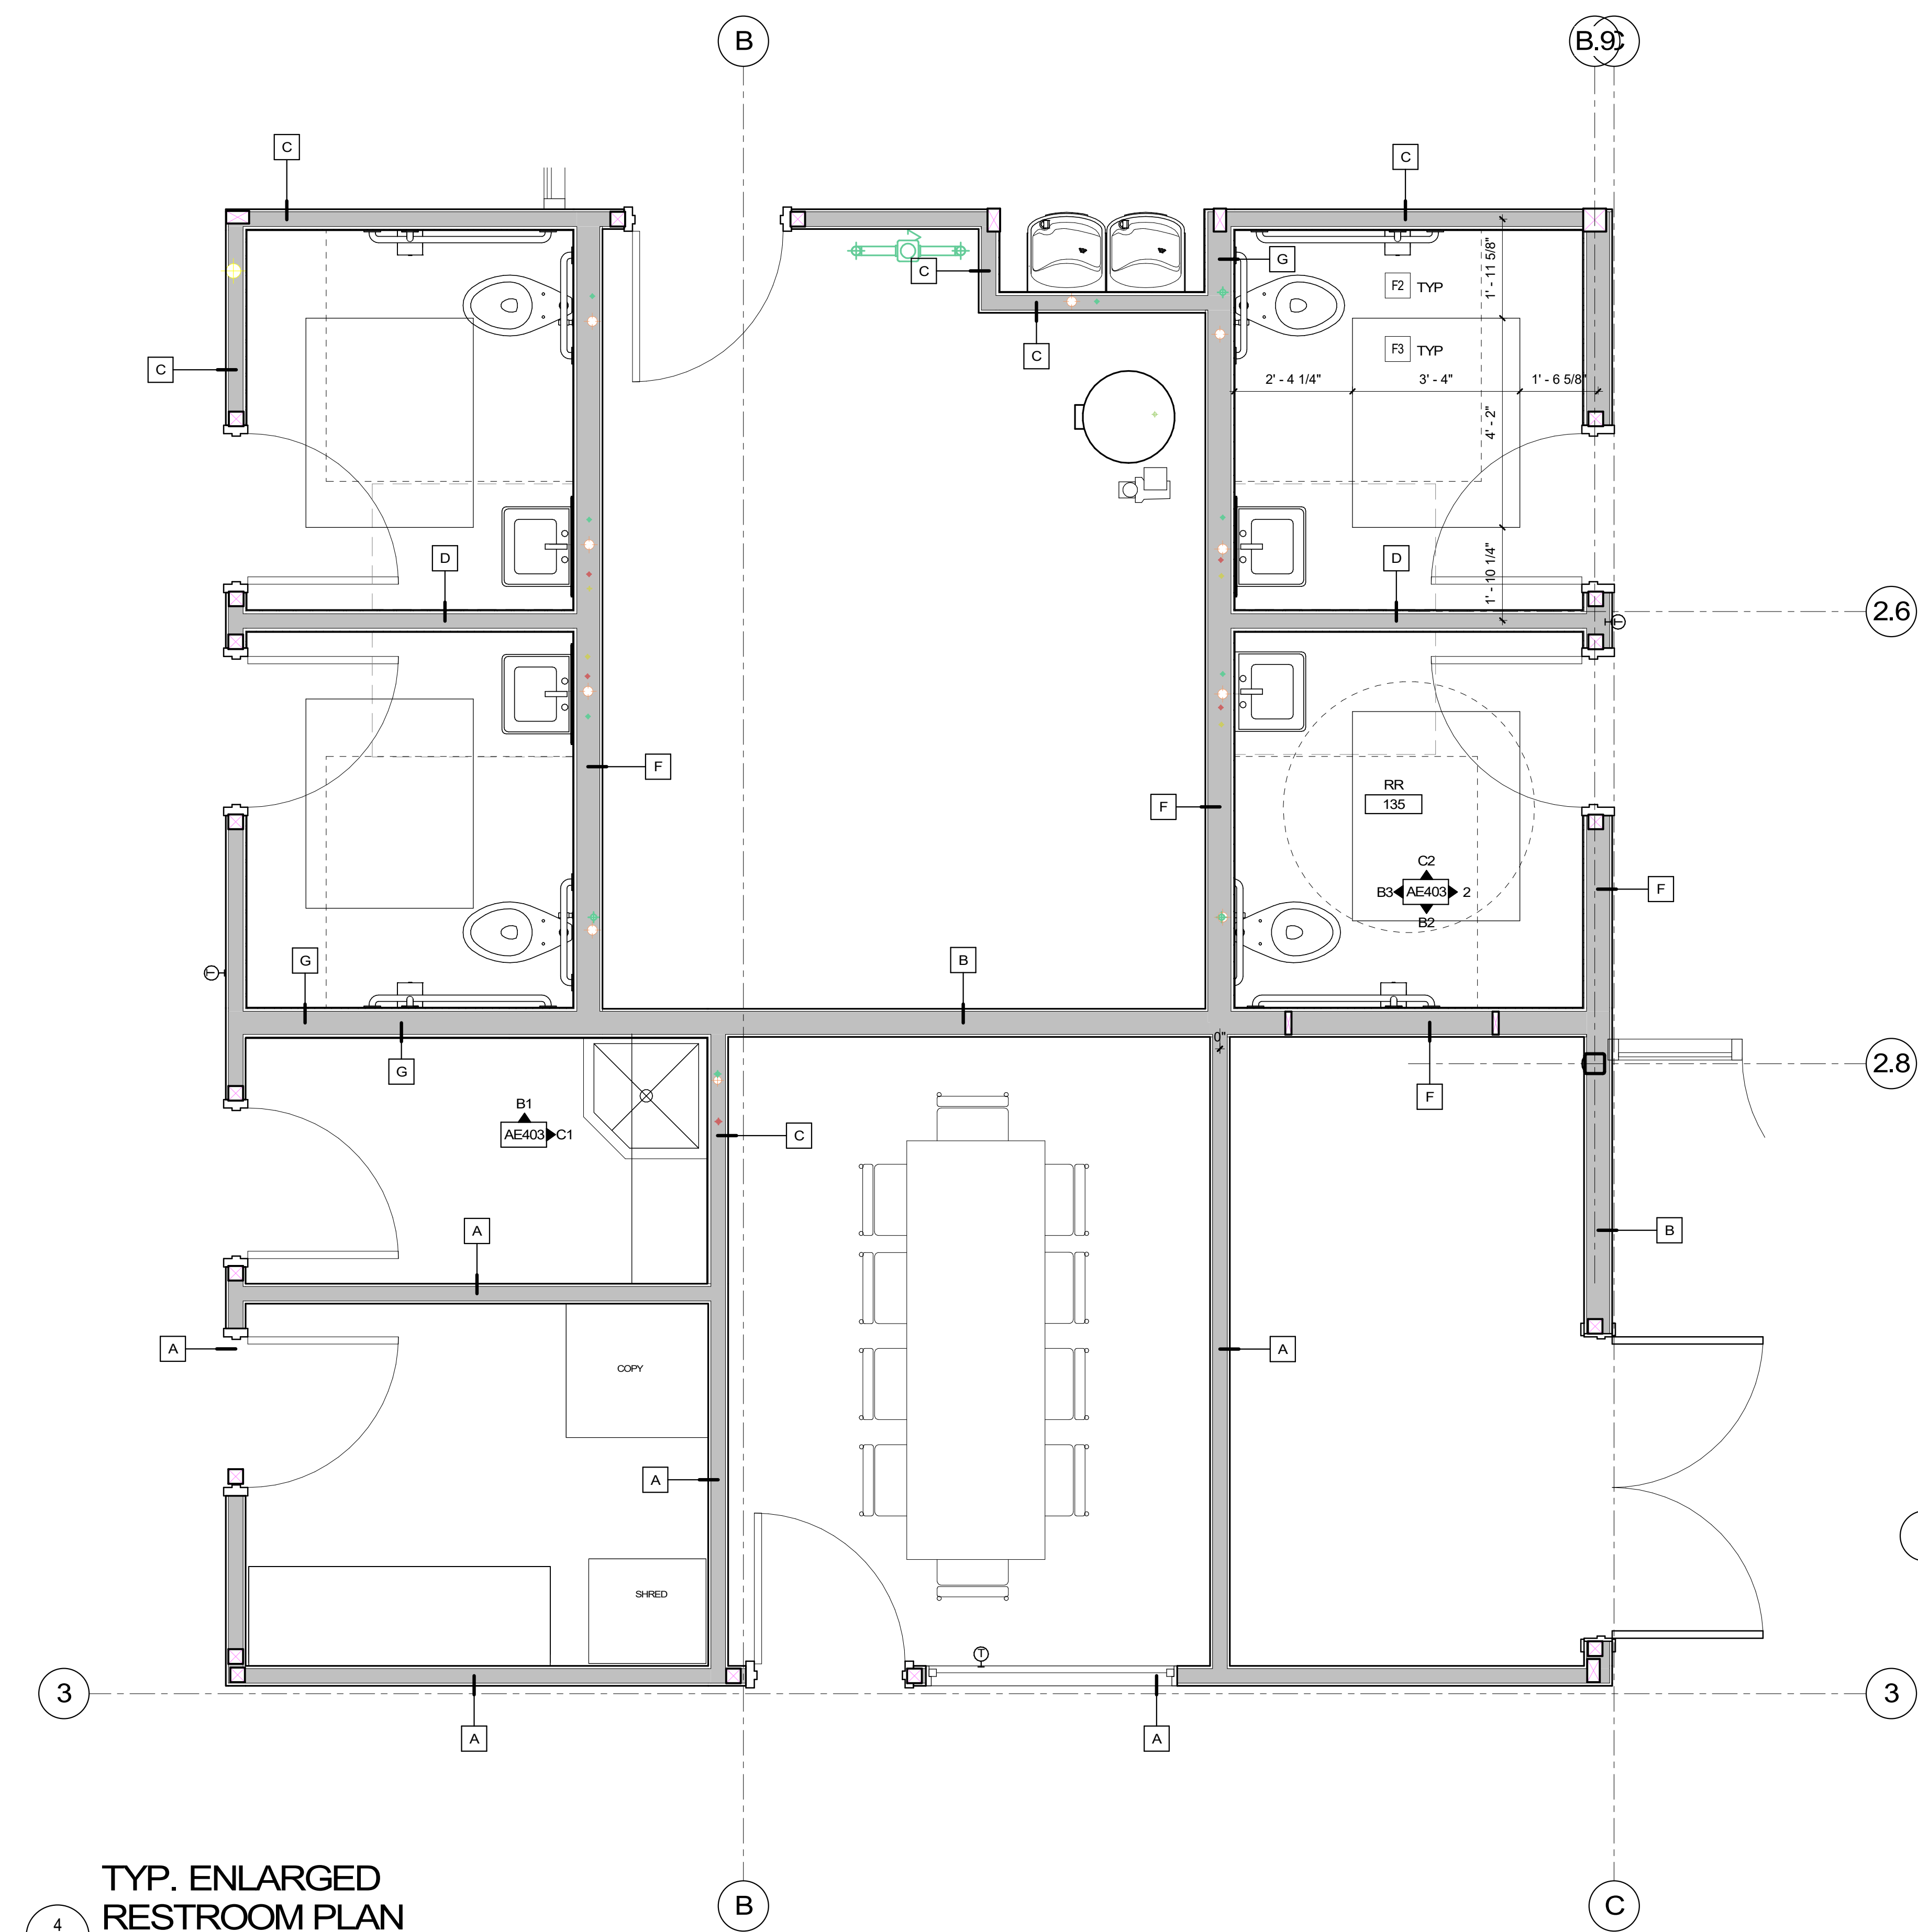 B
B.9
C
C
C
C
G
F2 TYP
1' - 11 5/8"
C
F3 TYP
C
2' - 4 1/4"
3' - 4"
1' - 6 5/8"
4' - 2"
D
D
1' - 10 1/4"
2.6
T
F
F
RR
135
C2
B3 AE403 2
B2
F
G
B
T
G
0"
2.8
F
B1
AE403 C1
C
A
B
A
A
COPY
A
SHRED
T
3
3
A
A
TYP. ENLARGED
RESTROOM PLAN
4
B
C